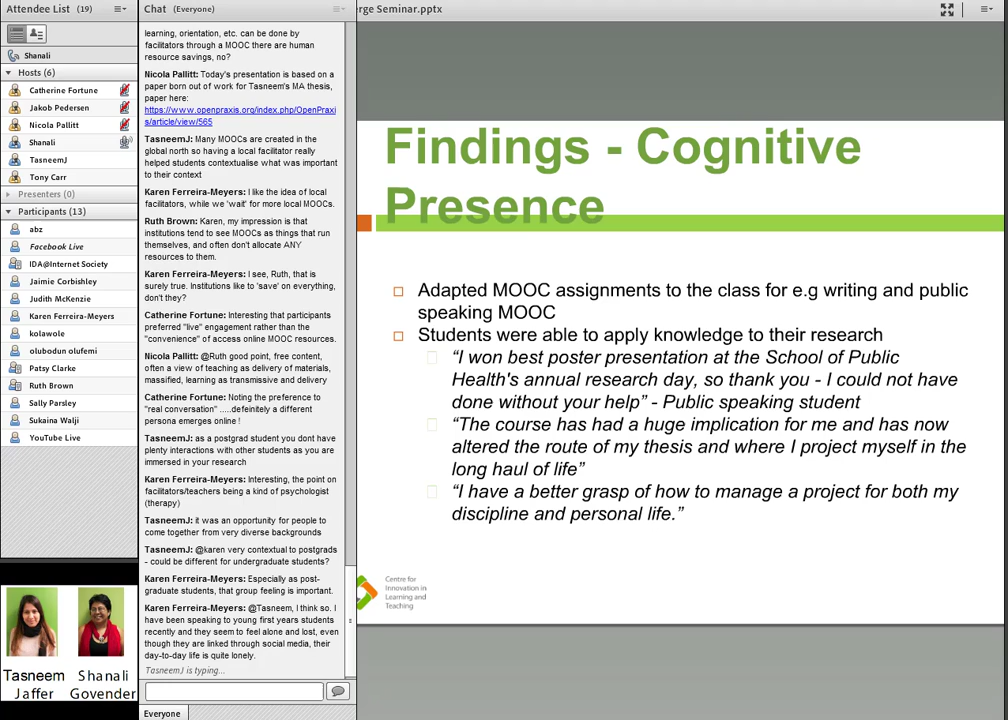 Attendee List (19)
Shanali
Hosts (6)
Catherine Fortune
Jakob Pedersen
Nicola Pallitt
Shanali
TasneemJ
Tony Carr
Presenters (0)
Participants (13)
abz
Facebook Live
IDA@Internet Society
Jaimie Corbishley
Judith McKenzie
Karen Ferreira-Meyers
kolawole
olubodun olufemi
Patsy Clarke
Ruth Brown
Sally Parsley
Sukaina Walji
YouTube Live
Tasneem
Jaffer
Shanali
Govender
Chat (Everyone)
learning, orientation, etc. can be done by
facilitators through a MOOC there are human
resource savings, no?
Nicola Pallitt: Today's presentation is based on a
paper born out of work for Tasneem's MA thesis,
paper here:
https://www.openpraxis.org/index.php/OpenPraxi
s/article/view/565
TasneemJ: Many MOOCs are created in the
global north so having a local facilitator really
helped students contextualise what was important
to their context
Karen Ferreira-Meyers: I like the idea of local
facilitators, while we 'wait' for more local MOOCs.
Ruth Brown: Karen, my impression is that
institutions tend to see MOOCs as things that run
themselves, and often don't allocate ANY
resources to them.
Karen Ferreira-Meyers: I see, Ruth, that is
surely true. Institutions like to 'save' on everything,
don't they?
Catherine Fortune: Interesting that participants
preferred "live" engagement rather than the
"convenience" of access online MOOC resources.
Nicola Pallitt: @Ruth good point, free content,
often a view of teaching as delivery of materials,
massified, learning as transmissive and delivery
Catherine Fortune: Noting the preference to
"real conversation" .....defeinitely a different
persona emerges online !
TasneemJ: as a postgrad student you dont have
plenty interactions with other students as you are
immersed in your research
Karen Ferreira-Meyers: Interesting, the point on
facilitators/teachers being a kind of psychologist
(therapy)
TasneemJ: it was an opportunity for people to
come together from very diverse backgrounds
TasneemJ: @karen very contextual to postgrads
- could be different for undergraduate students?
Karen Ferreira-Meyers: Especially as post-
graduate students, that group feeling is important.
Karen Ferreira-Meyers: @Tasneem, I think so. I
have been speaking to young first years students
recently and they seem to feel alone and lost, even
though they are linked through social media, their
day-to-day life is quite lonely.
TasneemJ is typing...
Everyone
erge Seminar.pptx
Findings - Cognitive
Presence
Adapted MOOC assignments to the class for e.g writing and public
speaking MOOC
Students were able to apply knowledge to their research
“I won best poster presentation at the School of Public
Health's annual research day, so thank you - I could not have
done without your help” - Public speaking student
“The course has had a huge implication for me and has now
altered the route of my thesis and where I project myself in the
long haul of life”
“I have a better grasp of how to manage a project for both my
discipline and personal life.”
Centre for
Innovation in
Learning and
Teaching